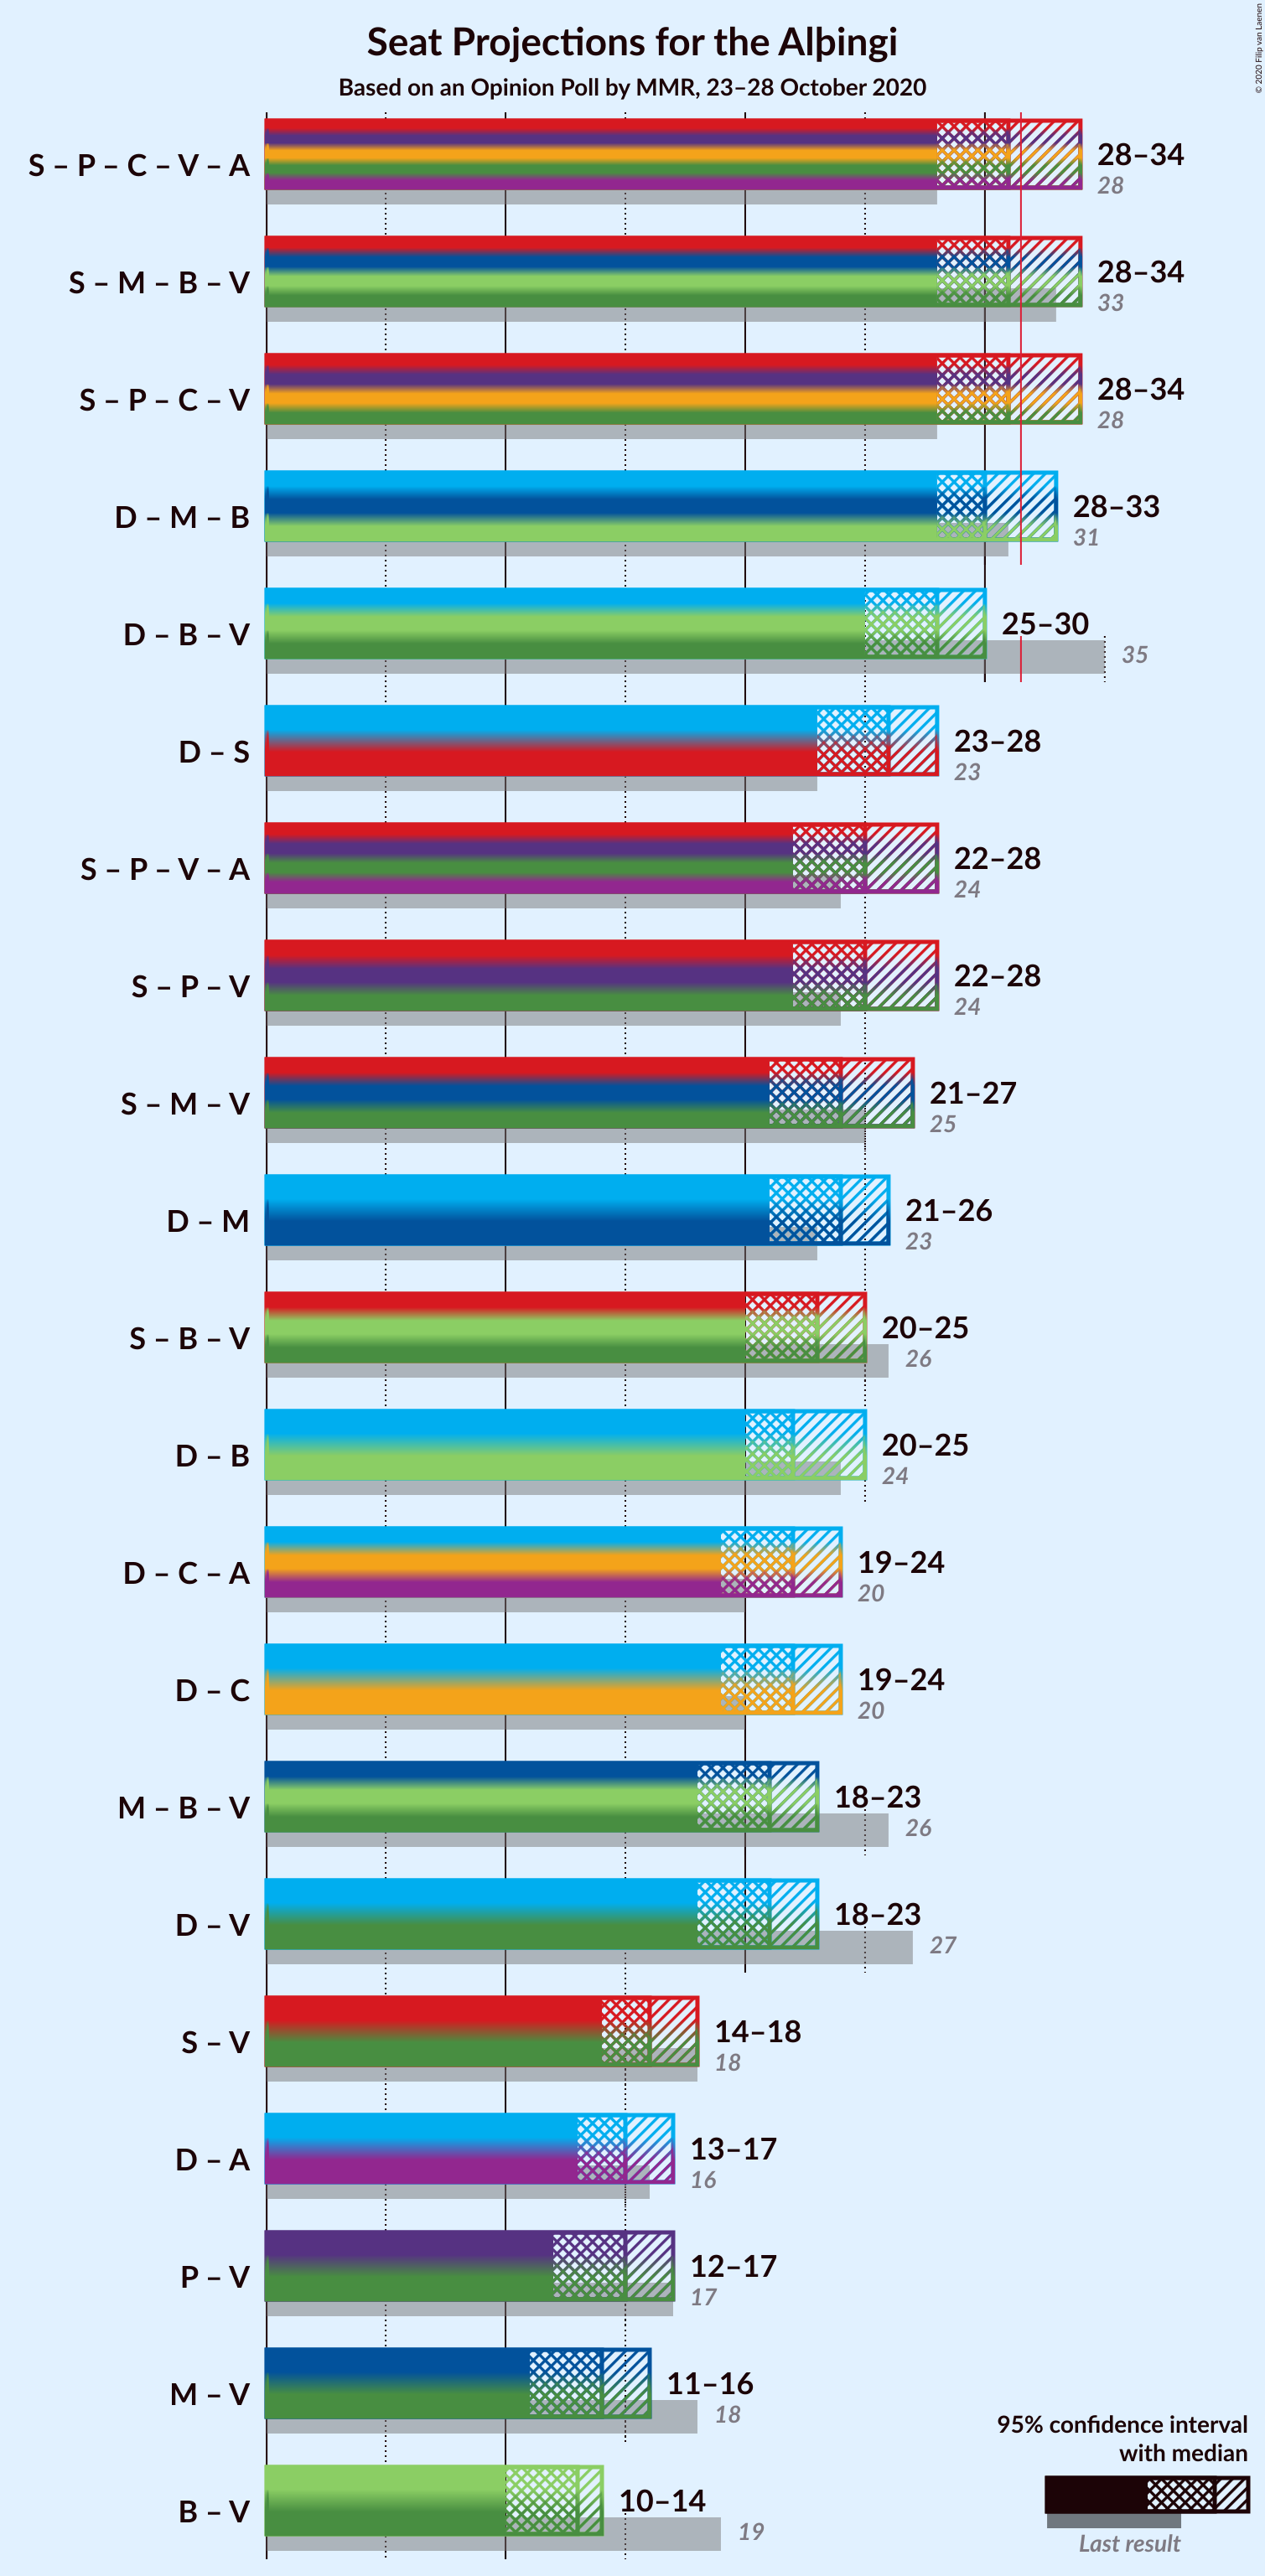 Seat Projections for the Alþingi
Based on an Opinion Poll by MMR, 23–28 October 2020
© 2020 Filip van Laenen
S – P – C – V – A
28–34
28
S – M – B – V
28–34
33
S – P – C – V
28–34
28
D – M – B
28–33
31
D – B – V
25–30
35
D – S
23–28
23
S – P – V – A
22–28
24
S – P – V
22–28
24
S – M – V
21–27
25
D – M
21–26
23
S – B – V
20–25
26
D – B
20–25
24
D – C – A
19–24
20
D – C
19–24
20
M – B – V
18–23
26
D – V
18–23
27
S – V
14–18
18
D – A
13–17
16
P – V
12–17
17
M – V
11–16
18
B – V
10–14
19
95% confidence interval
with median
Last result